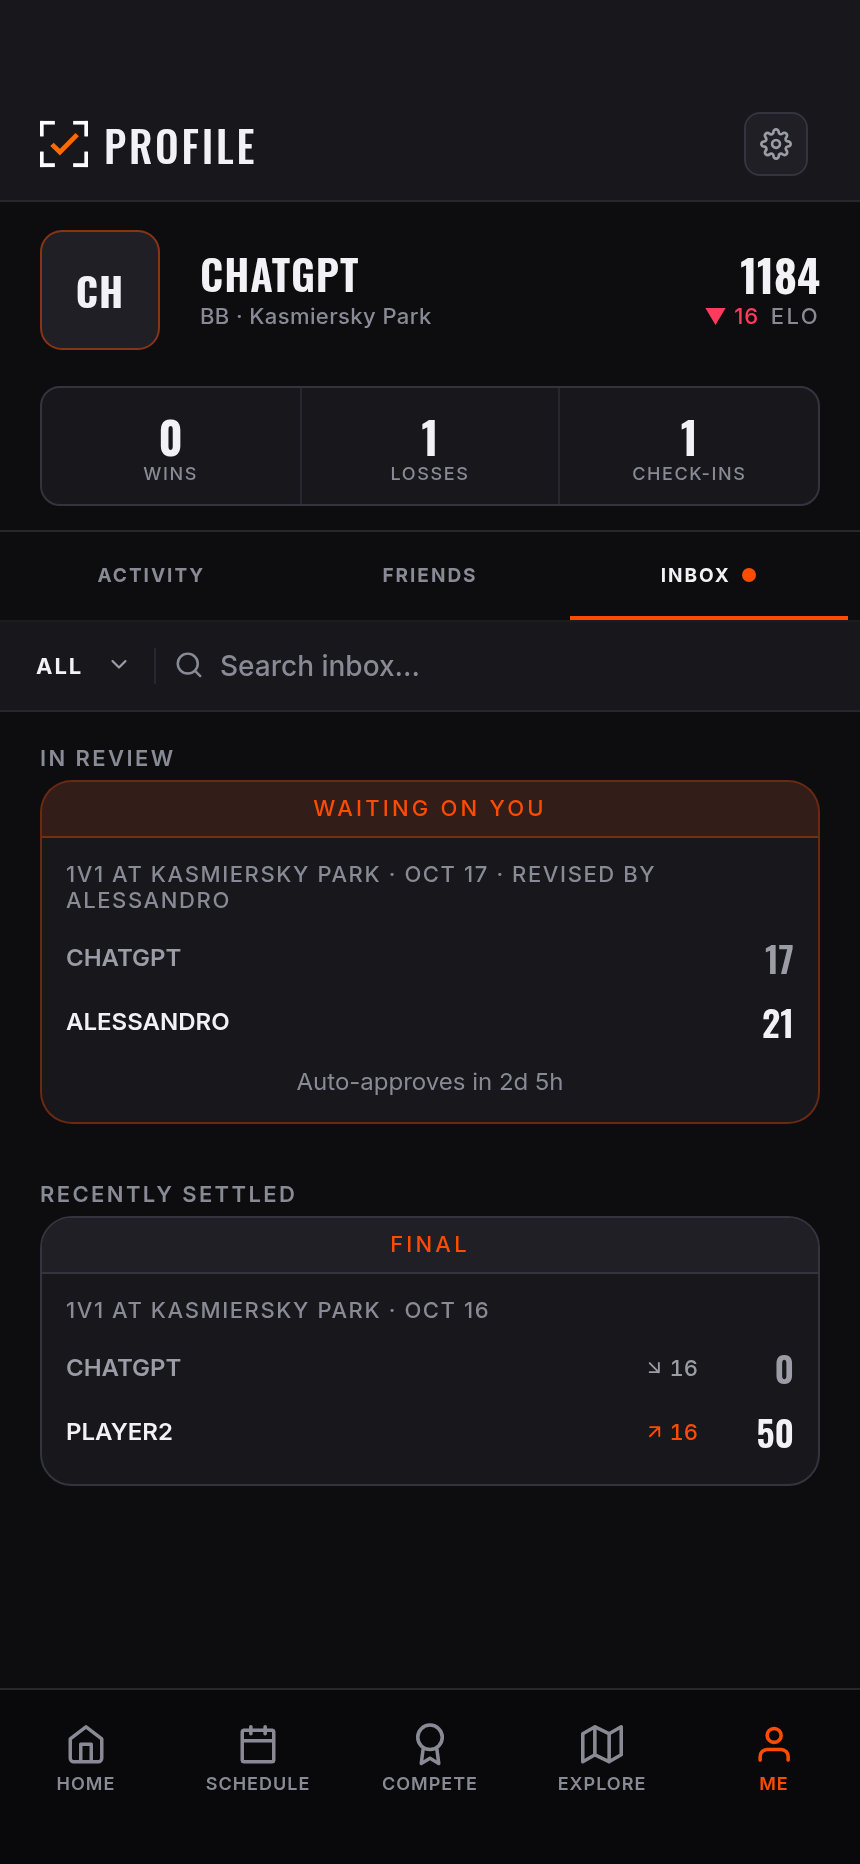 PROFILE
CH
CHATGPT
BB · Kasmiersky Park
1184
▼ 16 ELO
0
WINS
1
LOSSES
1
CHECK-INS
ACTIVITY
FRIENDS
INBOX
ALL
Search inbox...
IN REVIEW
WAITING ON YOU
1V1 AT KASMIERSKY PARK · OCT 17 · REVISED BY
ALESSANDRO
CHATGPT 17
ALESSANDRO 21
Auto-approves in 2d 5h
RECENTLY SETTLED
FINAL
1V1 AT KASMIERSKY PARK · OCT 16
CHATGPT ↘ 16 0
PLAYER2 ↗ 16 50
HOME
SCHEDULE
COMPETE
EXPLORE
ME